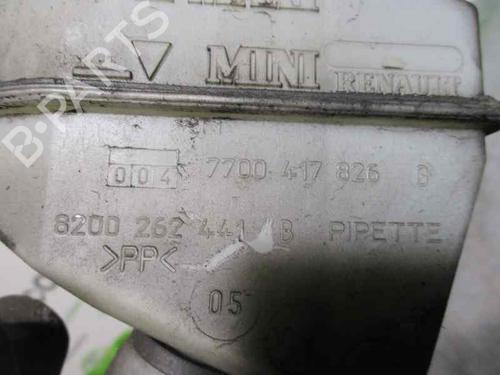 MINI RENAULT
004 7700 417 826 B
8200 262 441 B PIPETTE
>PP<
05
B-PARTS